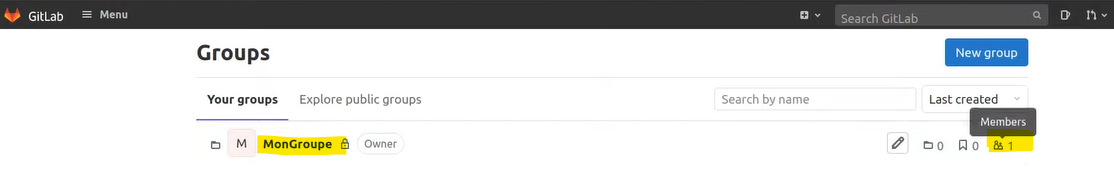 GitLab Menu Search GitLab
Groups New group
Your groups Explore public groups Search by name Last created
Members
M MonGroupe Owner 0 0 1